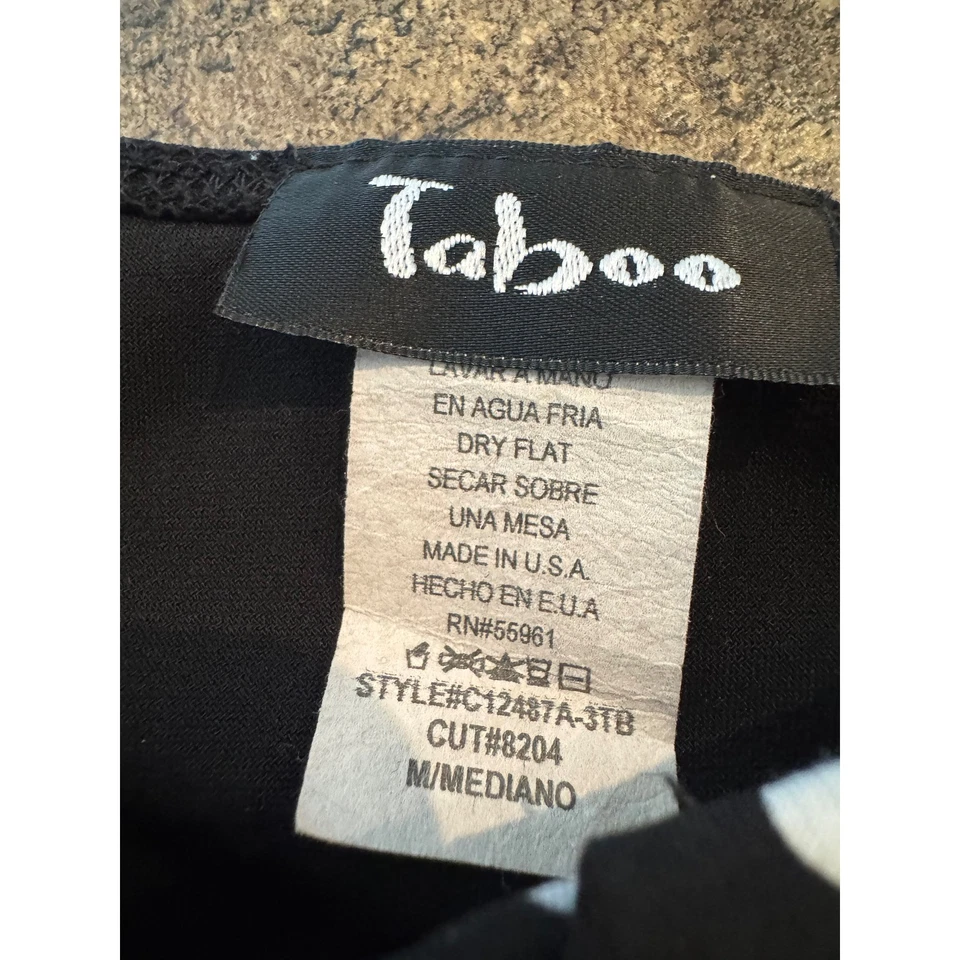 Taboo
LAVAR A MANO
EN AGUA FRIA
DRY FLAT
SECAR SOBRE
UNA MESA
MADE IN U.S.A.
HECHO EN E.U.A
RN#55961
STYLE#C12487A-3TB
CUT#8204
M/MEDIANO